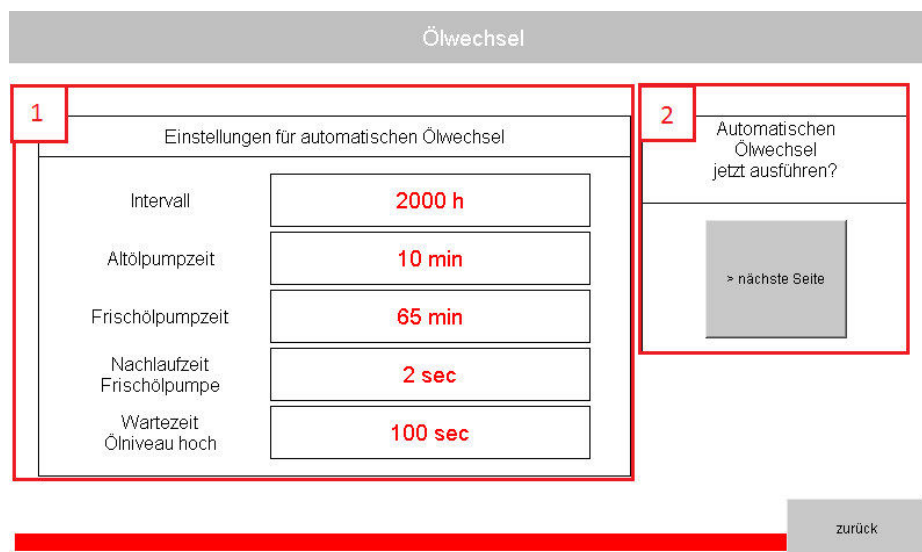 Ölwechsel
1
Einstellungen für automatischen Ölwechsel
Intervall
2000 h
Altölpumpzeit
10 min
Frischölpumpzeit
65 min
Nachlaufzeit
Frischölpumpe
2 sec
Wartezeit
Ölniveau hoch
100 sec
2
Automatischen
Ölwechsel
jetzt ausführen?
> nächste Seite
zurück